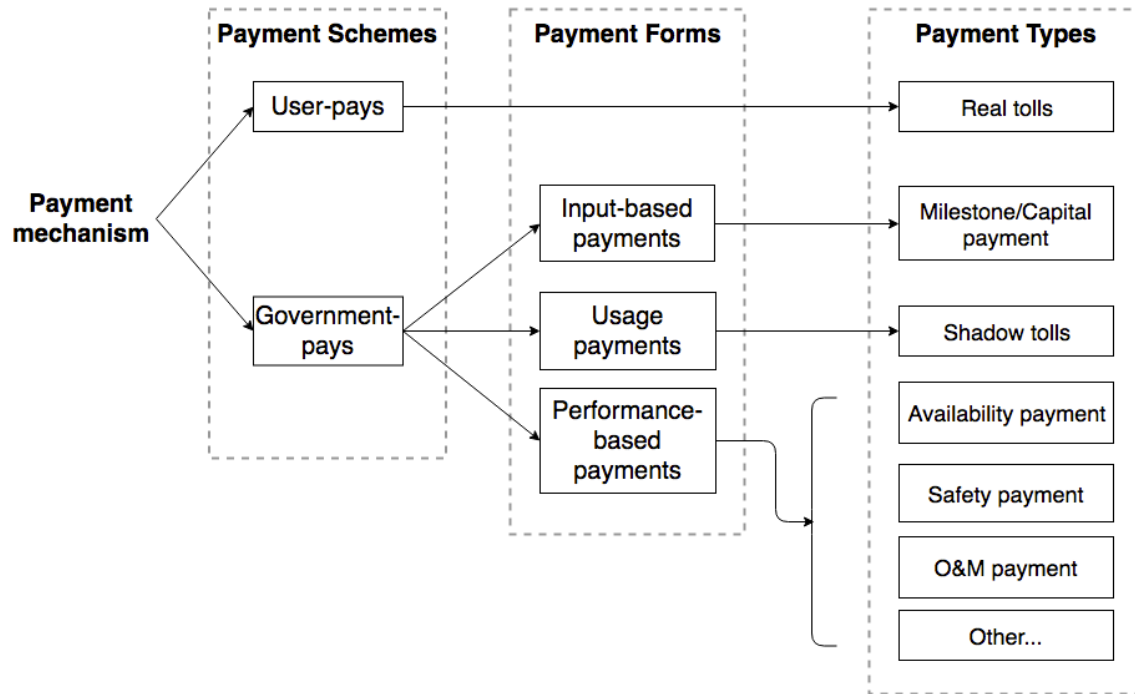 Payment Schemes
Payment Forms
Payment Types
User-pays
Real tolls
Payment
mechanism
Input-based
payments
Milestone/Capital
payment
Government-
pays
Usage
payments
Shadow tolls
Performance-
based
payments
Availability payment
Safety payment
O&M payment
Other...